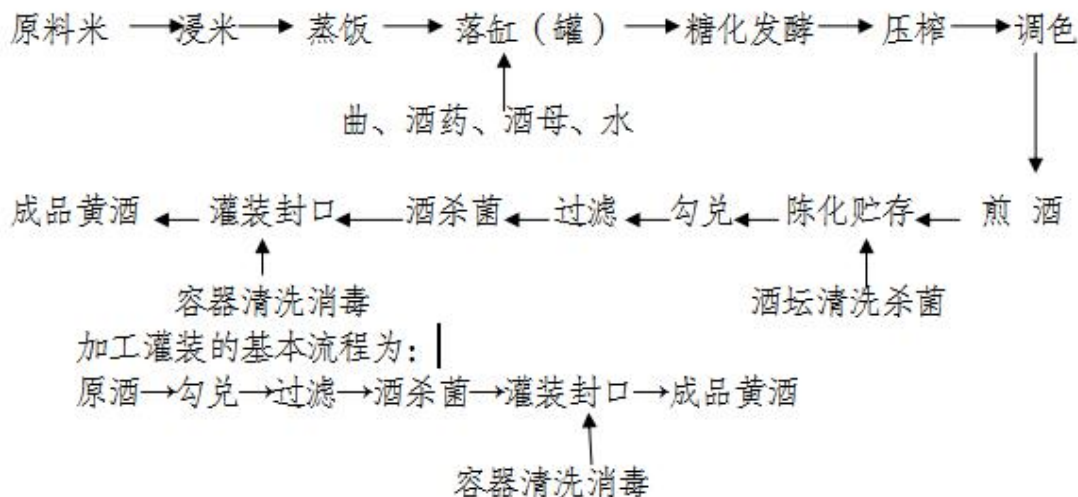 原料米→浸米→蒸饭→落缸（罐）→糖化发酵→压榨→调色
曲、酒药、酒母、水
成品黄酒←灌装封口←酒杀菌←过滤←勾兑←陈化贮存←煎 酒
容器清洗消毒 酒坛清洗杀菌
加工灌装的基本流程为：
原酒→勾兑→过滤→酒杀菌→灌装封口→成品黄酒
容器清洗消毒